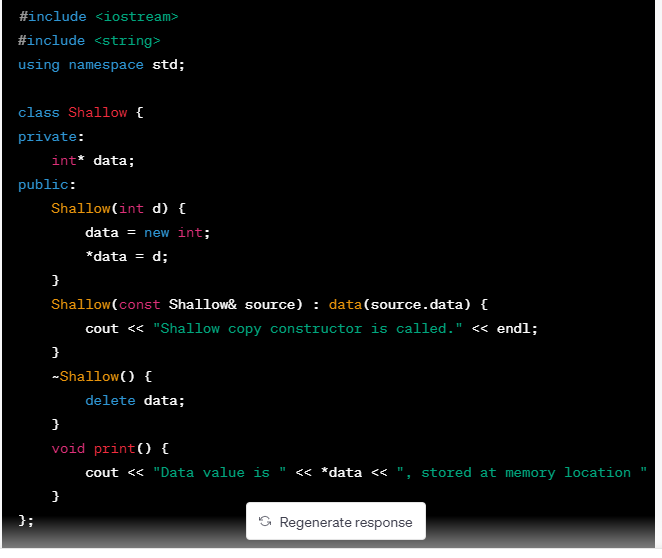 #include <iostream>
#include <string>
using namespace std;

class Shallow {
private:
    int* data;
public:
    Shallow(int d) {
        data = new int;
        *data = d;
    }
    Shallow(const Shallow& source) : data(source.data) {
        cout << "Shallow copy constructor is called." << endl;
    }
    ~Shallow() {
        delete data;
    }
    void print() {
        cout << "Data value is " << *data << ", stored at memory location "
    }
};
Regenerate response